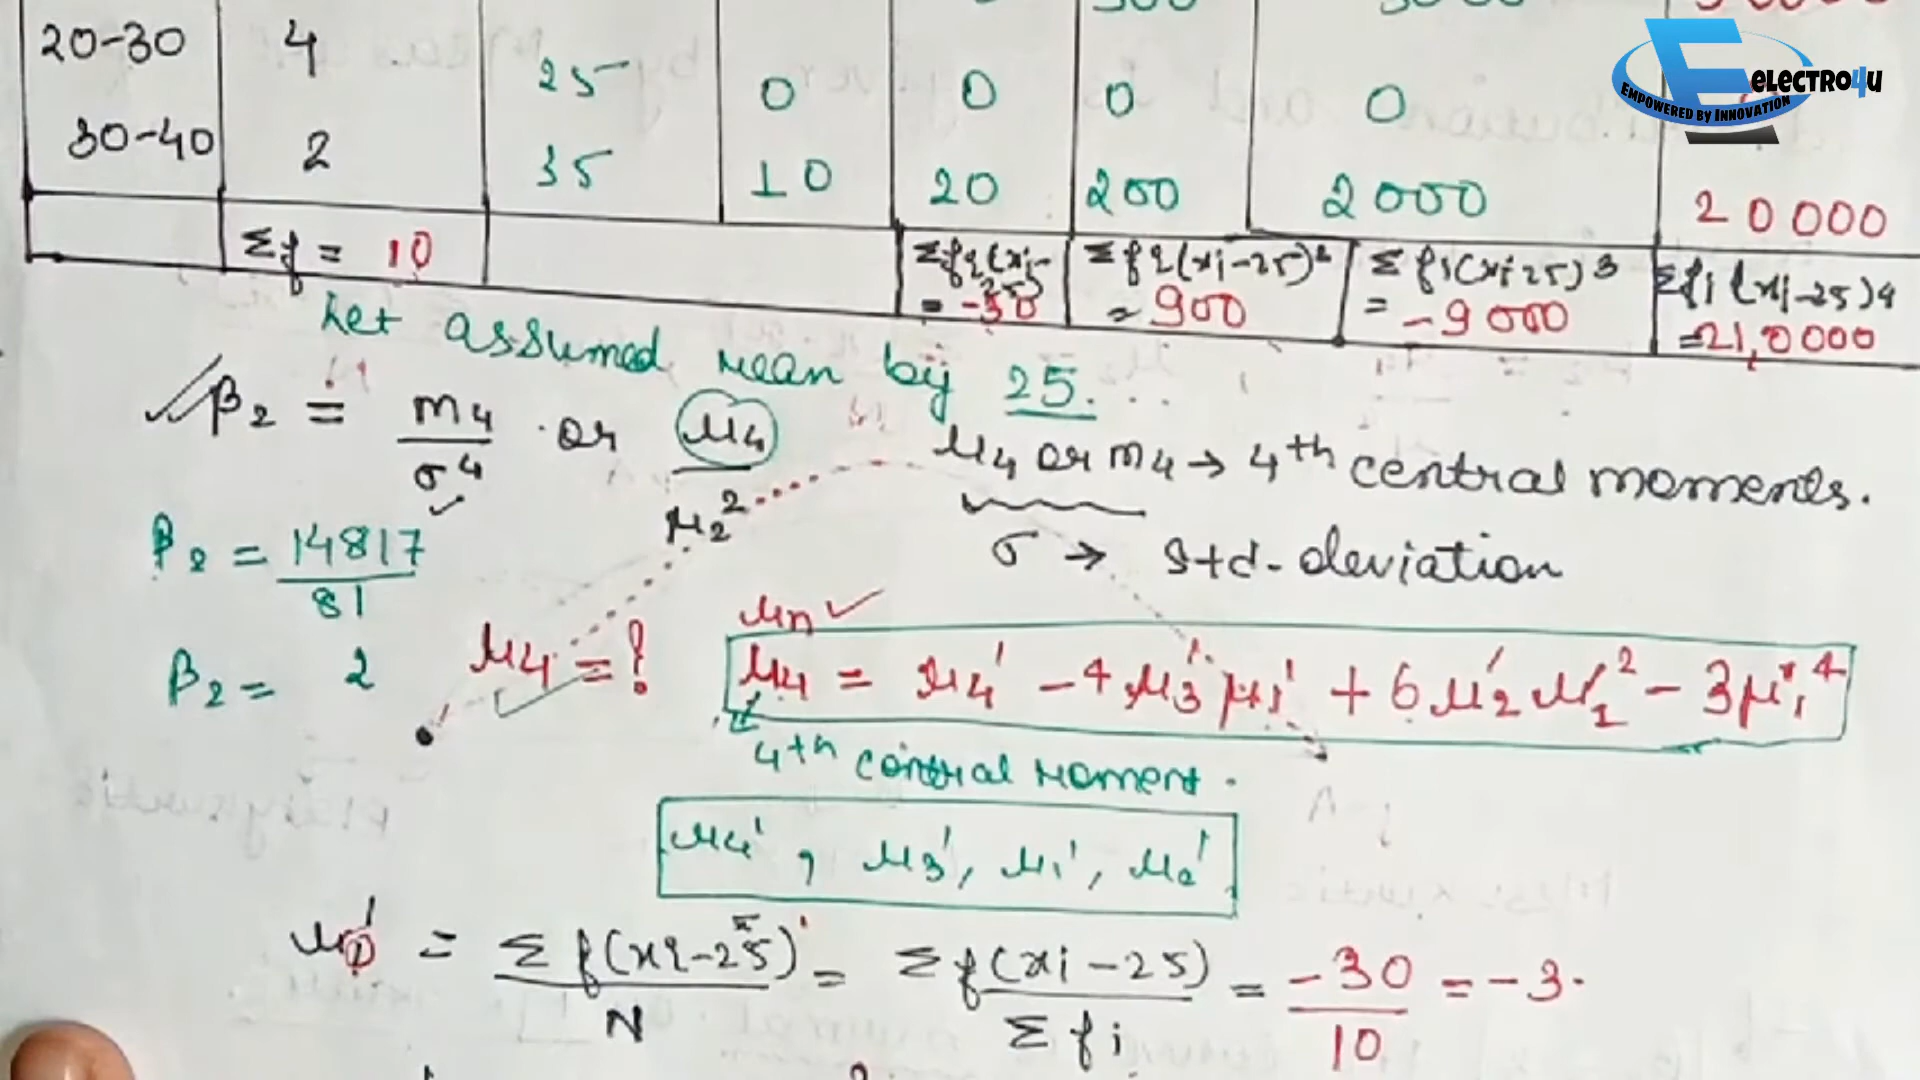 20-30 4 25 0 0 0 0
30-40 2 35 10 20 200 2000 20000
Σf = 10 Σfi(xi-25) = -30 Σfi(xi-25)² = 900 Σfi(xi-25)³ = -9000 Σfi(xi-25)4 =21,0000
electro4u
EMPOWERED BY INNOVATION
Let assumed mean by 25.
β2 = m4/σ4 or μ4/μ2² μ4 or m4 → 4th central moments.
σ → Std-deviation
β2 = 14817/81
β2 = 2
μ4 = ! μn
μ4 = μ4' - 4μ3'μ1' + 6μ2'μ1'² - 3μ1'4
4th central moment.
μ4', μ3', μ1', μ2'
= Σf(xi-25)'/N = Σf(xi-25)/Σfi = -30/10 = -3.